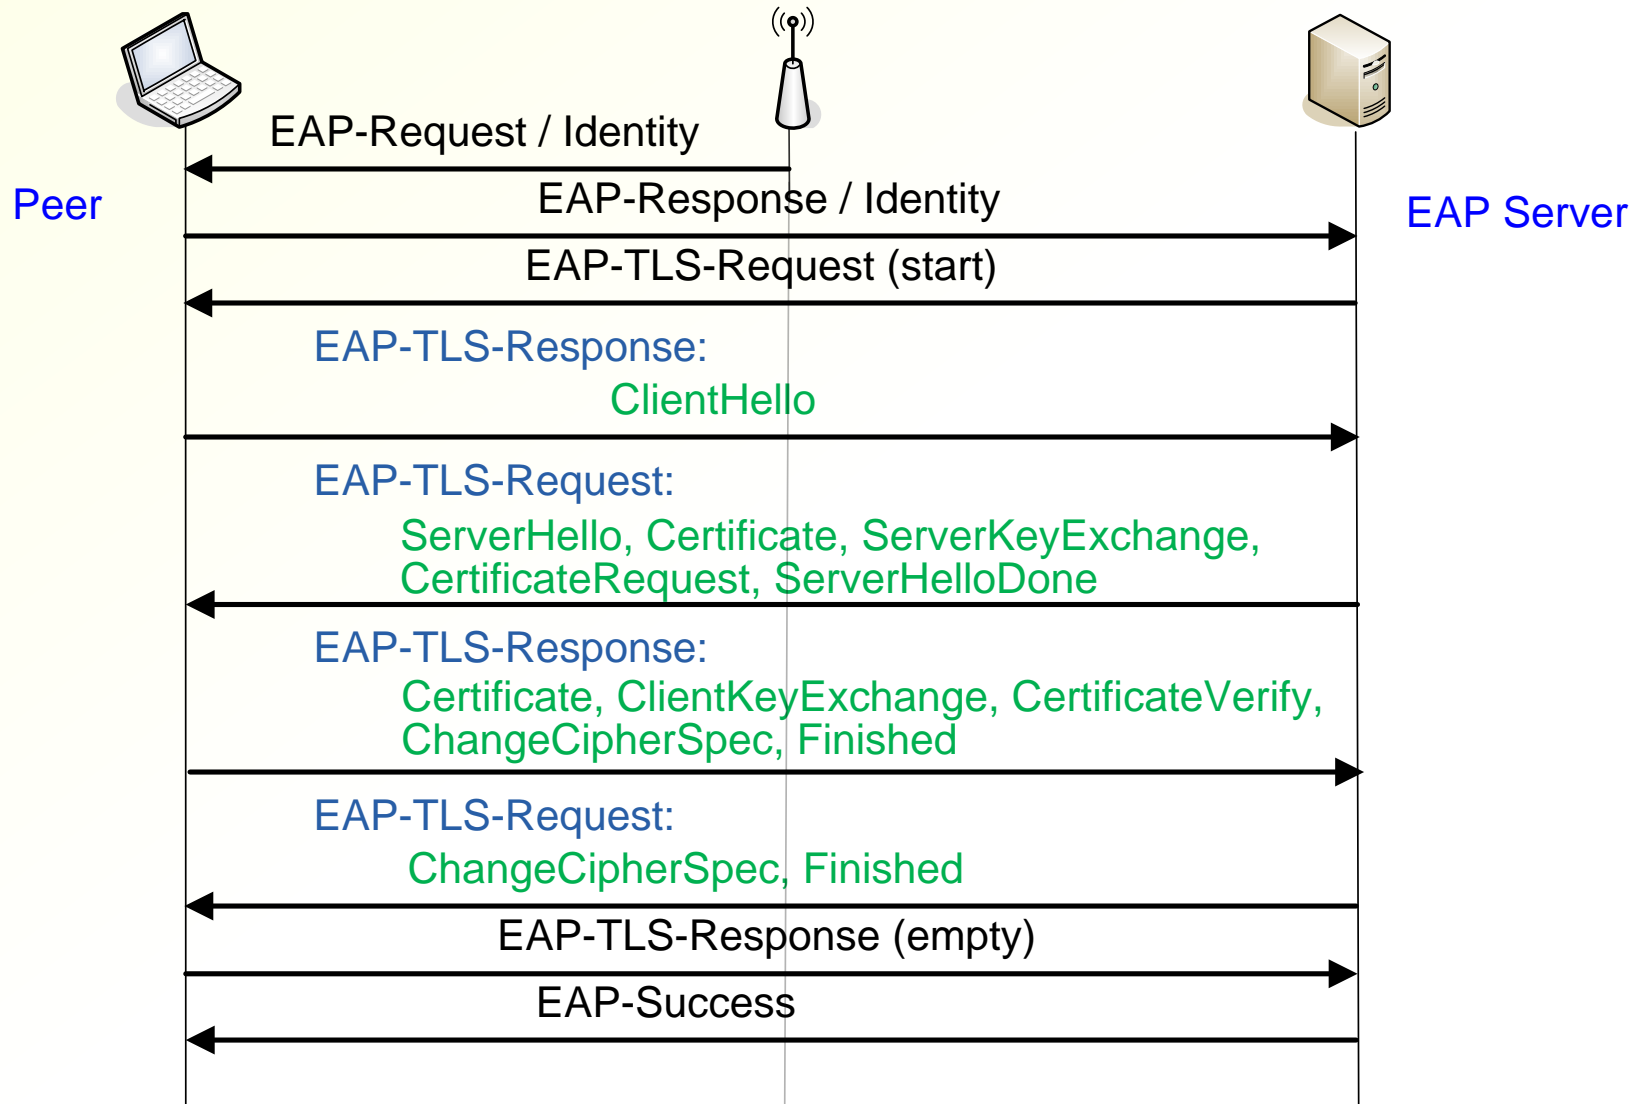 EAP-Request / Identity
Peer
EAP-Response / Identity
EAP Server
EAP-TLS-Request (start)
EAP-TLS-Response:
ClientHello
EAP-TLS-Request:
ServerHello, Certificate, ServerKeyExchange,
CertificateRequest, ServerHelloDone
EAP-TLS-Response:
Certificate, ClientKeyExchange, CertificateVerify,
ChangeCipherSpec, Finished
EAP-TLS-Request:
ChangeCipherSpec, Finished
EAP-TLS-Response (empty)
EAP-Success